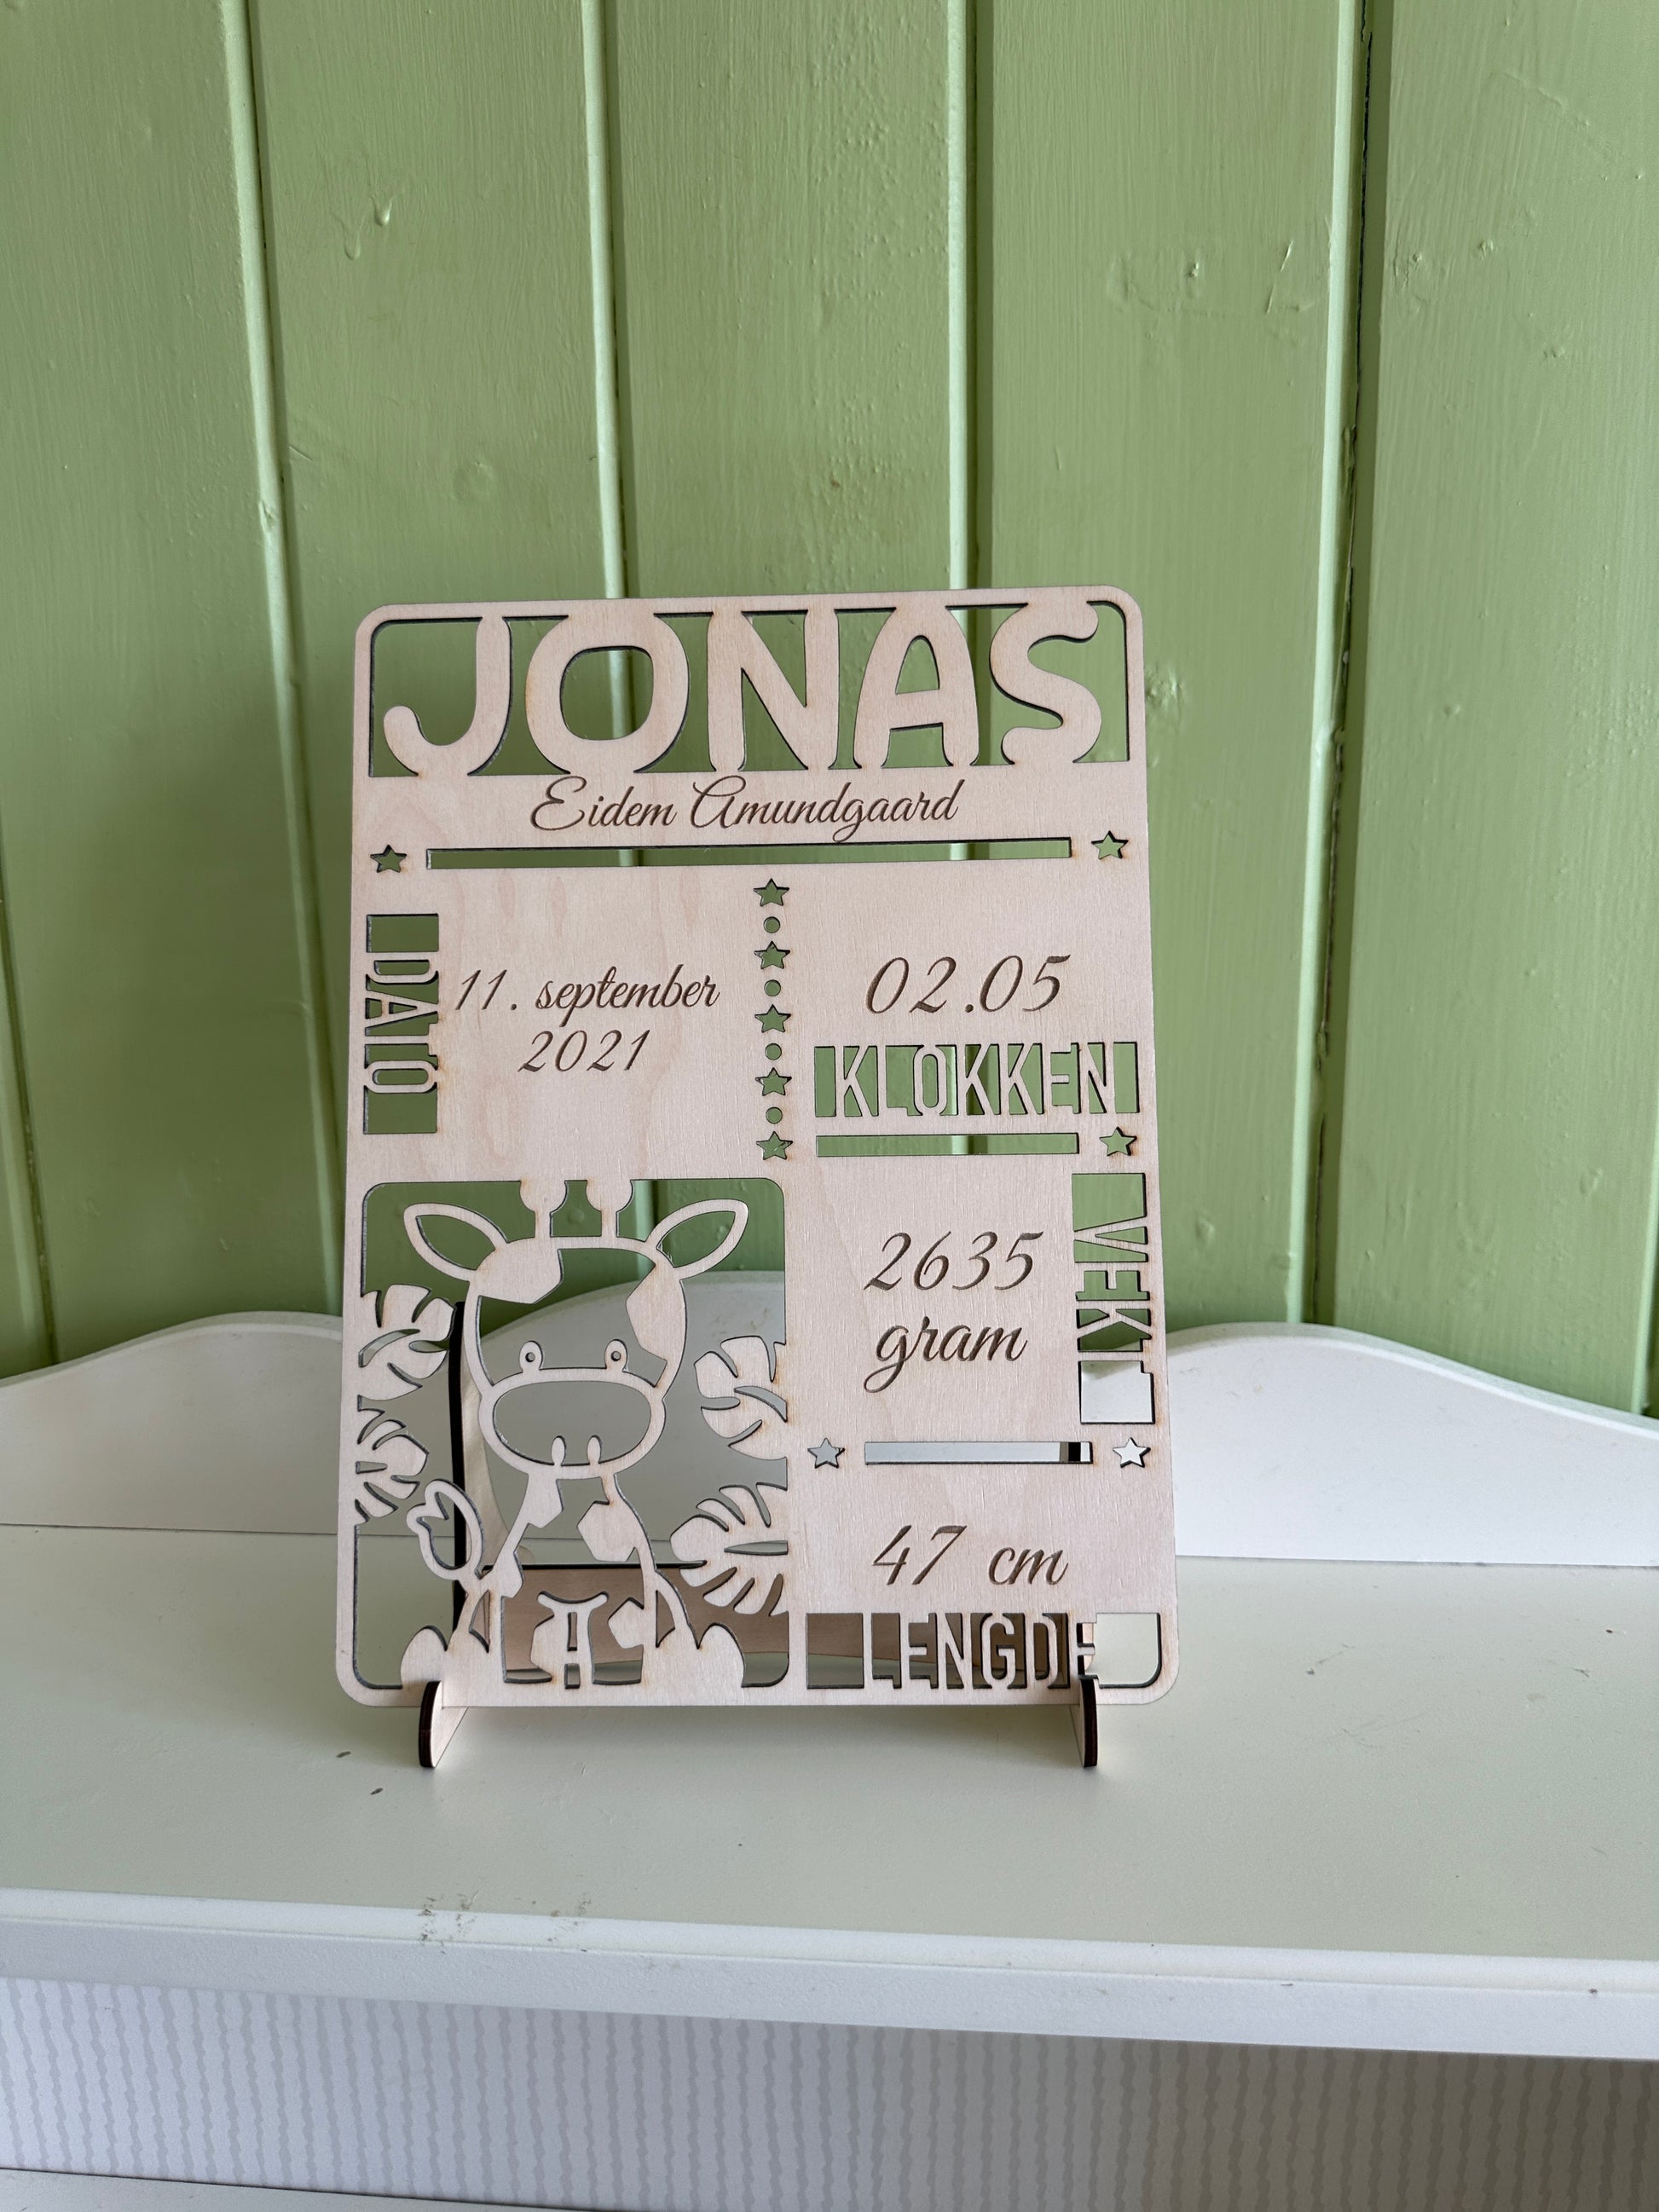 JONAS
Eidem Amundgaard
DATO
11. september
2021
02.05
KLOKKEN
2635
gram
VEKT
47 cm
LENGDE